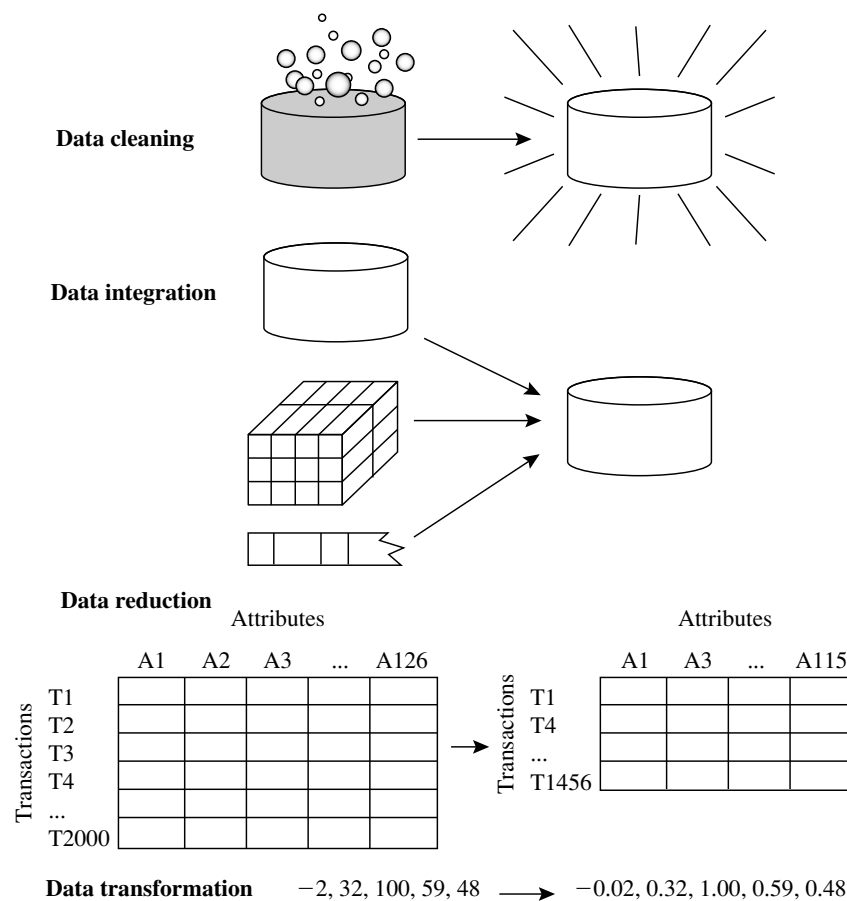 Data cleaning
Data integration
Data reduction
Attributes
A1 A2 A3 ... A126
Transactions
T1
T2
T3
T4
...
T2000
Attributes
A1 A3 ... A115
Transactions
T1
T4
...
T1456
Data transformation −2, 32, 100, 59, 48 −0.02, 0.32, 1.00, 0.59, 0.48